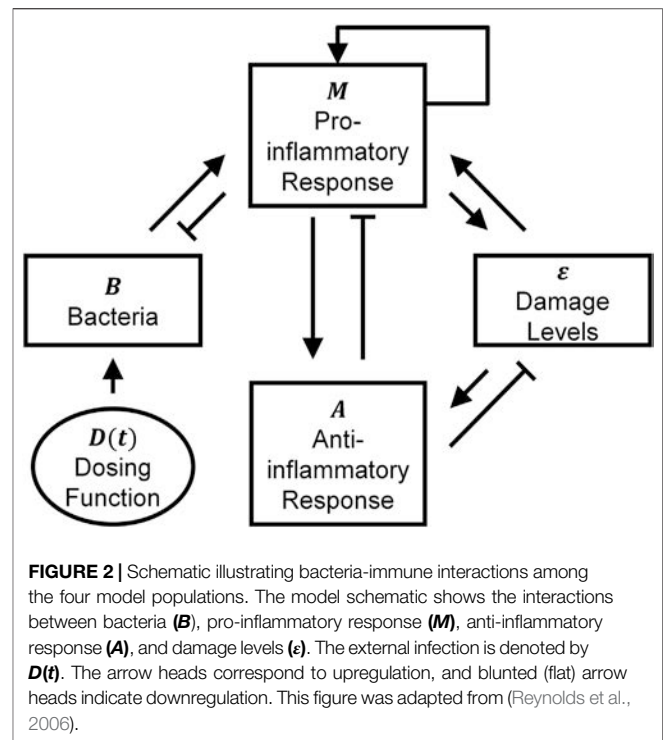 M
Pro-
inflammatory
Response
B
Bacteria
ε
Damage
Levels
D(t)
Dosing
Function
A
Anti-
inflammatory
Response
FIGURE 2 | Schematic illustrating bacteria-immune interactions among
the four model populations. The model schematic shows the interactions
between bacteria (B), pro-inflammatory response (M), anti-inflammatory
response (A), and damage levels (ε). The external infection is denoted by
D(t). The arrow heads correspond to upregulation, and blunted (flat) arrow
heads indicate downregulation. This figure was adapted from (Reynolds et al.,
2006).